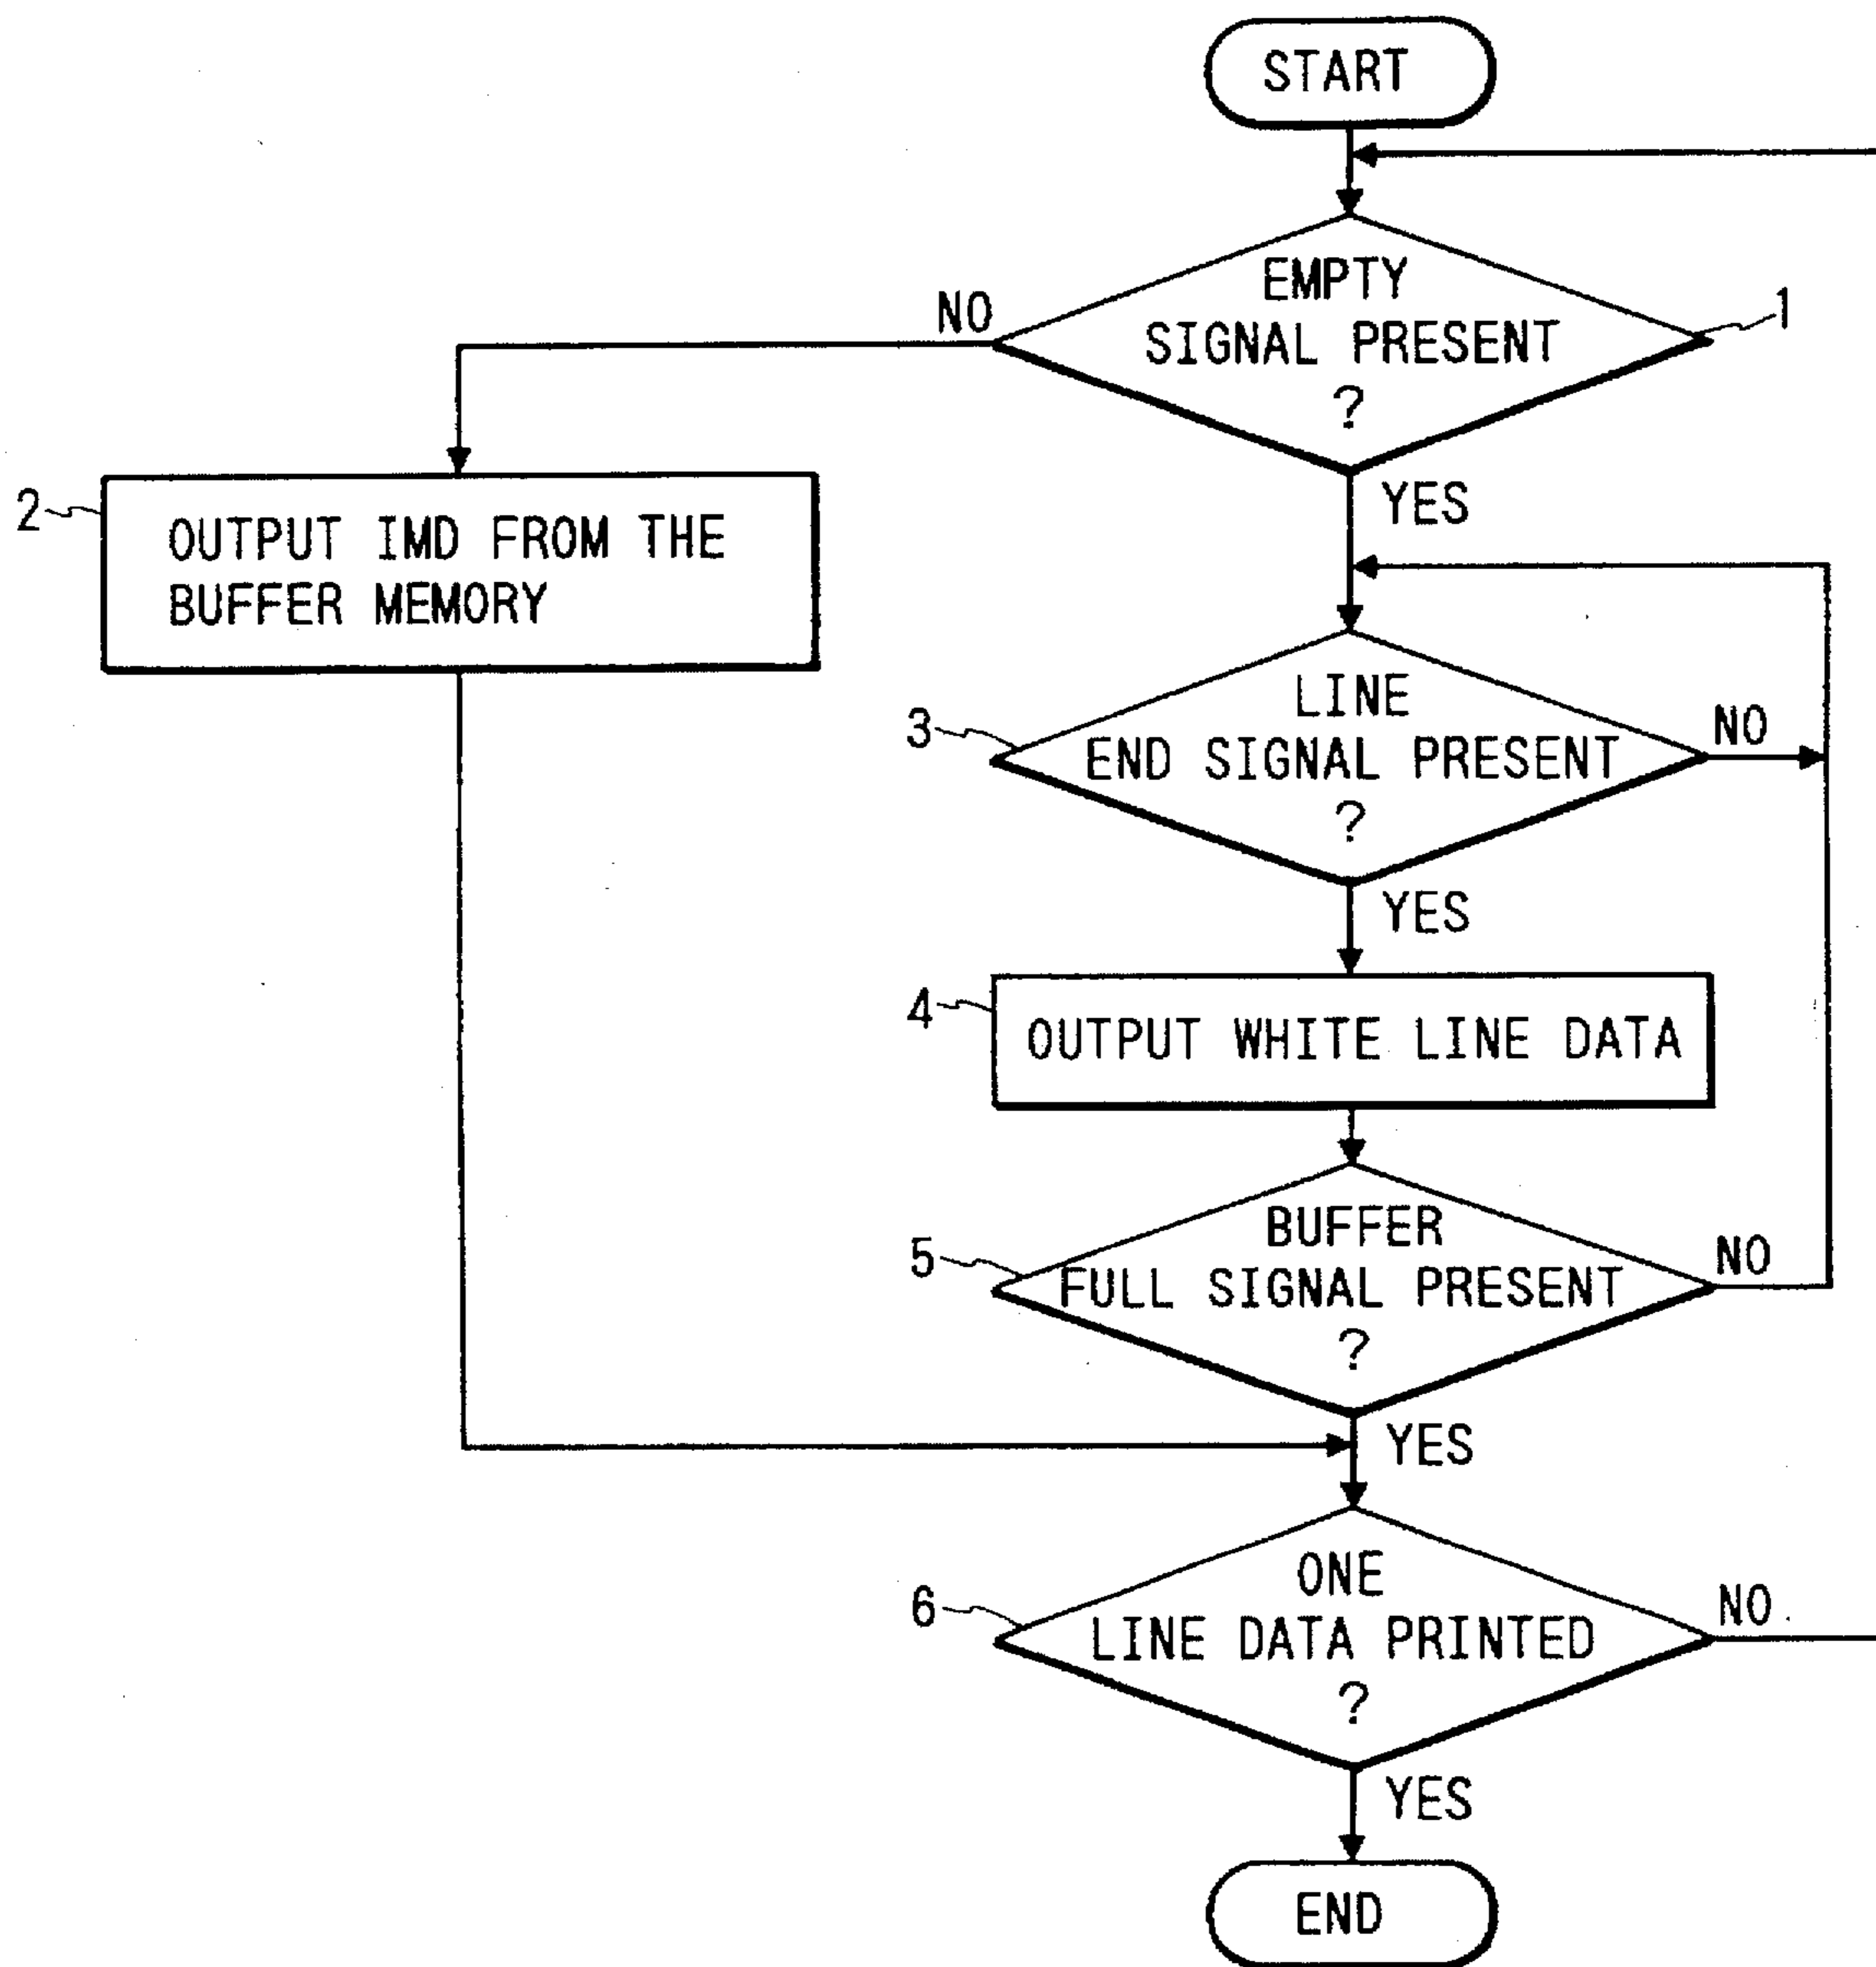 START
EMPTY
SIGNAL PRESENT
?
1
NO
YES
2
OUTPUT IMD FROM THE
BUFFER MEMORY
LINE
END SIGNAL PRESENT
?
3
NO
YES
4
OUTPUT WHITE LINE DATA
BUFFER
FULL SIGNAL PRESENT
?
5
NO
YES
ONE
LINE DATA PRINTED
?
6
NO
YES
END